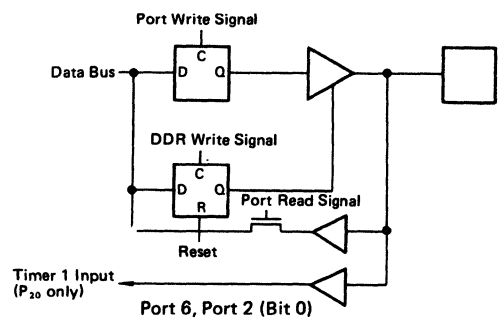 Port Write Signal
Data Bus
D
C
Q
DDR Write Signal
D
C
Q
R
Port Read Signal
Reset
Timer 1 Input
(P20 only)
Port 6, Port 2 (Bit 0)